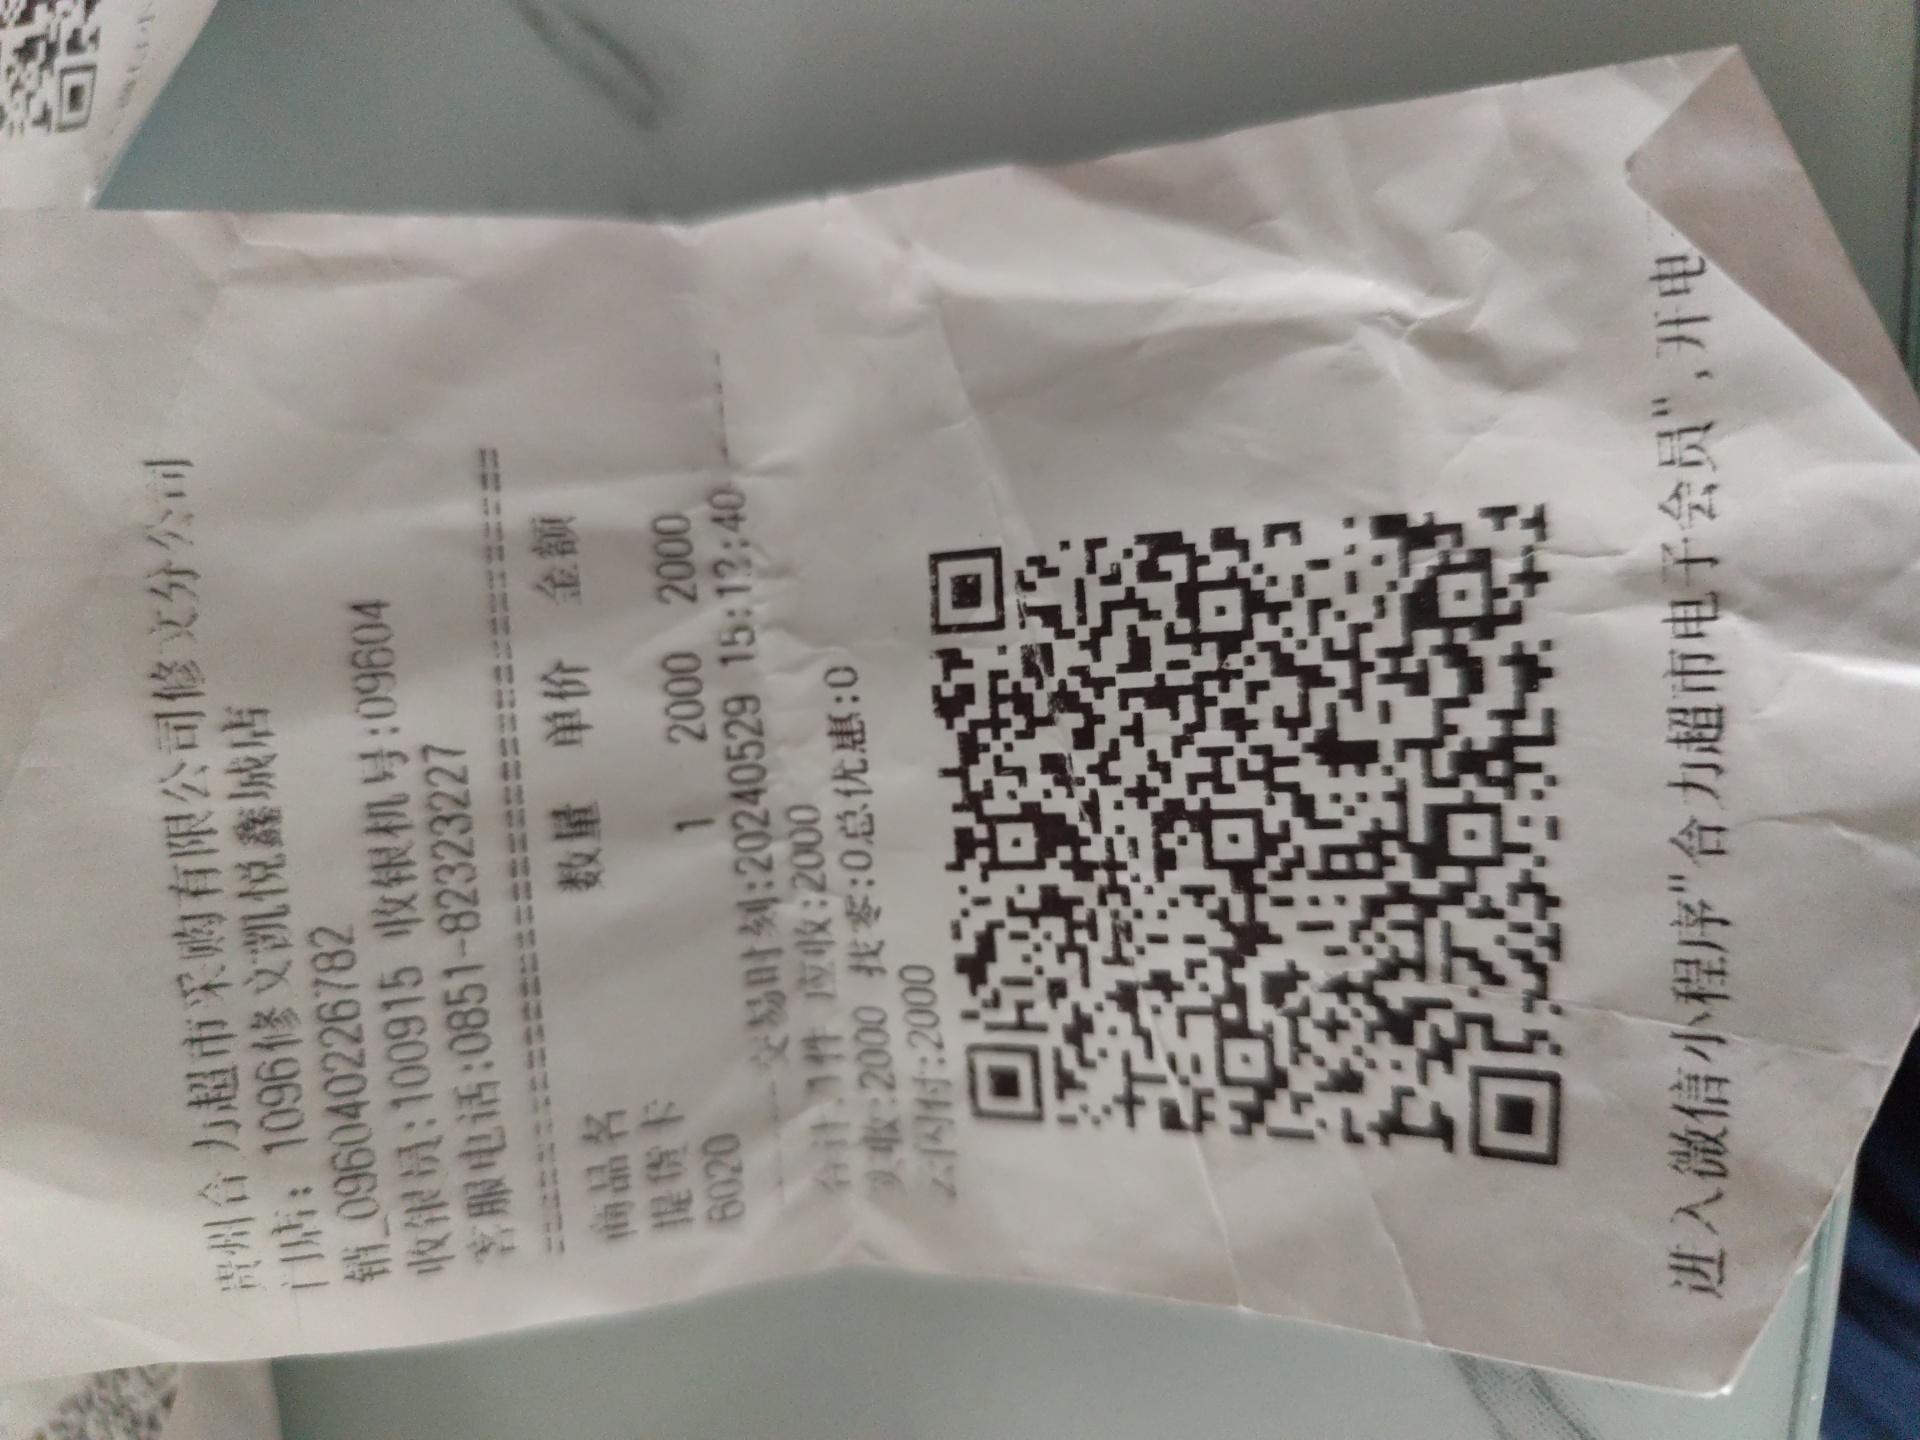 贵州合力超市采购有限公司修文分公司
门店： 1096修文凯悦鑫城店
销_0960402267​82
收银员:100915 收银机号:09604
客服电话:0851-82323227
商品名 数量 单价 金额
提货卡 1 2000 2000
6020
交易时刻:20240529 15:12:40
合计:1件 应收:2000
实收:2000 找零:0总优惠:0
云闪付:2000
进入微信小程序"合力超市电子会员"，开电